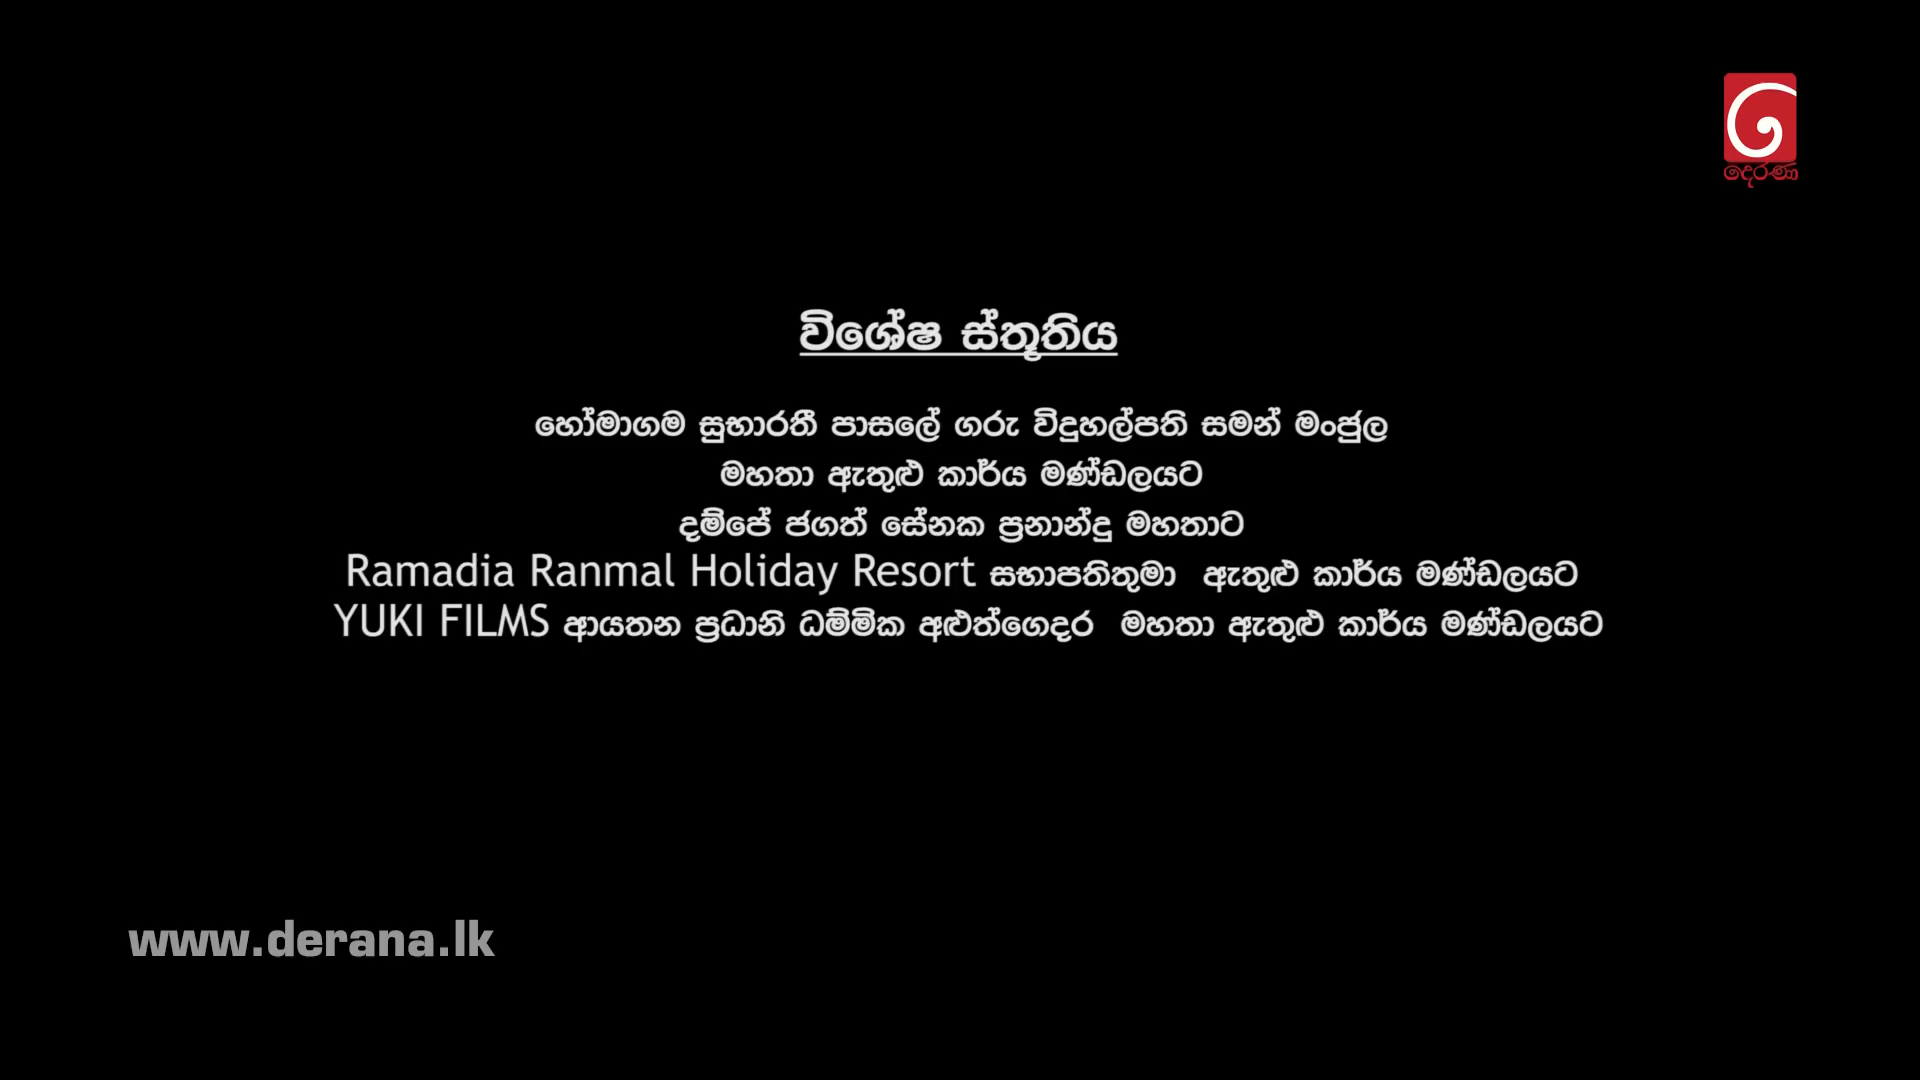 දෙරණ
විශේෂ ස්තූතිය
හෝමාගම සුභාරතී පාසලේ ගරු විදුහල්පති සමන් මංජුල
මහතා ඇතුළු කාර්ය මණ්ඩලයට
දම්පේ ජගත් සේනක ප්‍රනාන්දු මහතාට
Ramadia Ranmal Holiday Resort සභාපතිතුමා ඇතුළු කාර්ය මණ්ඩලයට
YUKI FILMS ආයතන ප්‍රධානි ධම්මික අළුත්ගෙදර මහතා ඇතුළු කාර්ය මණ්ඩලයට
www.derana.lk